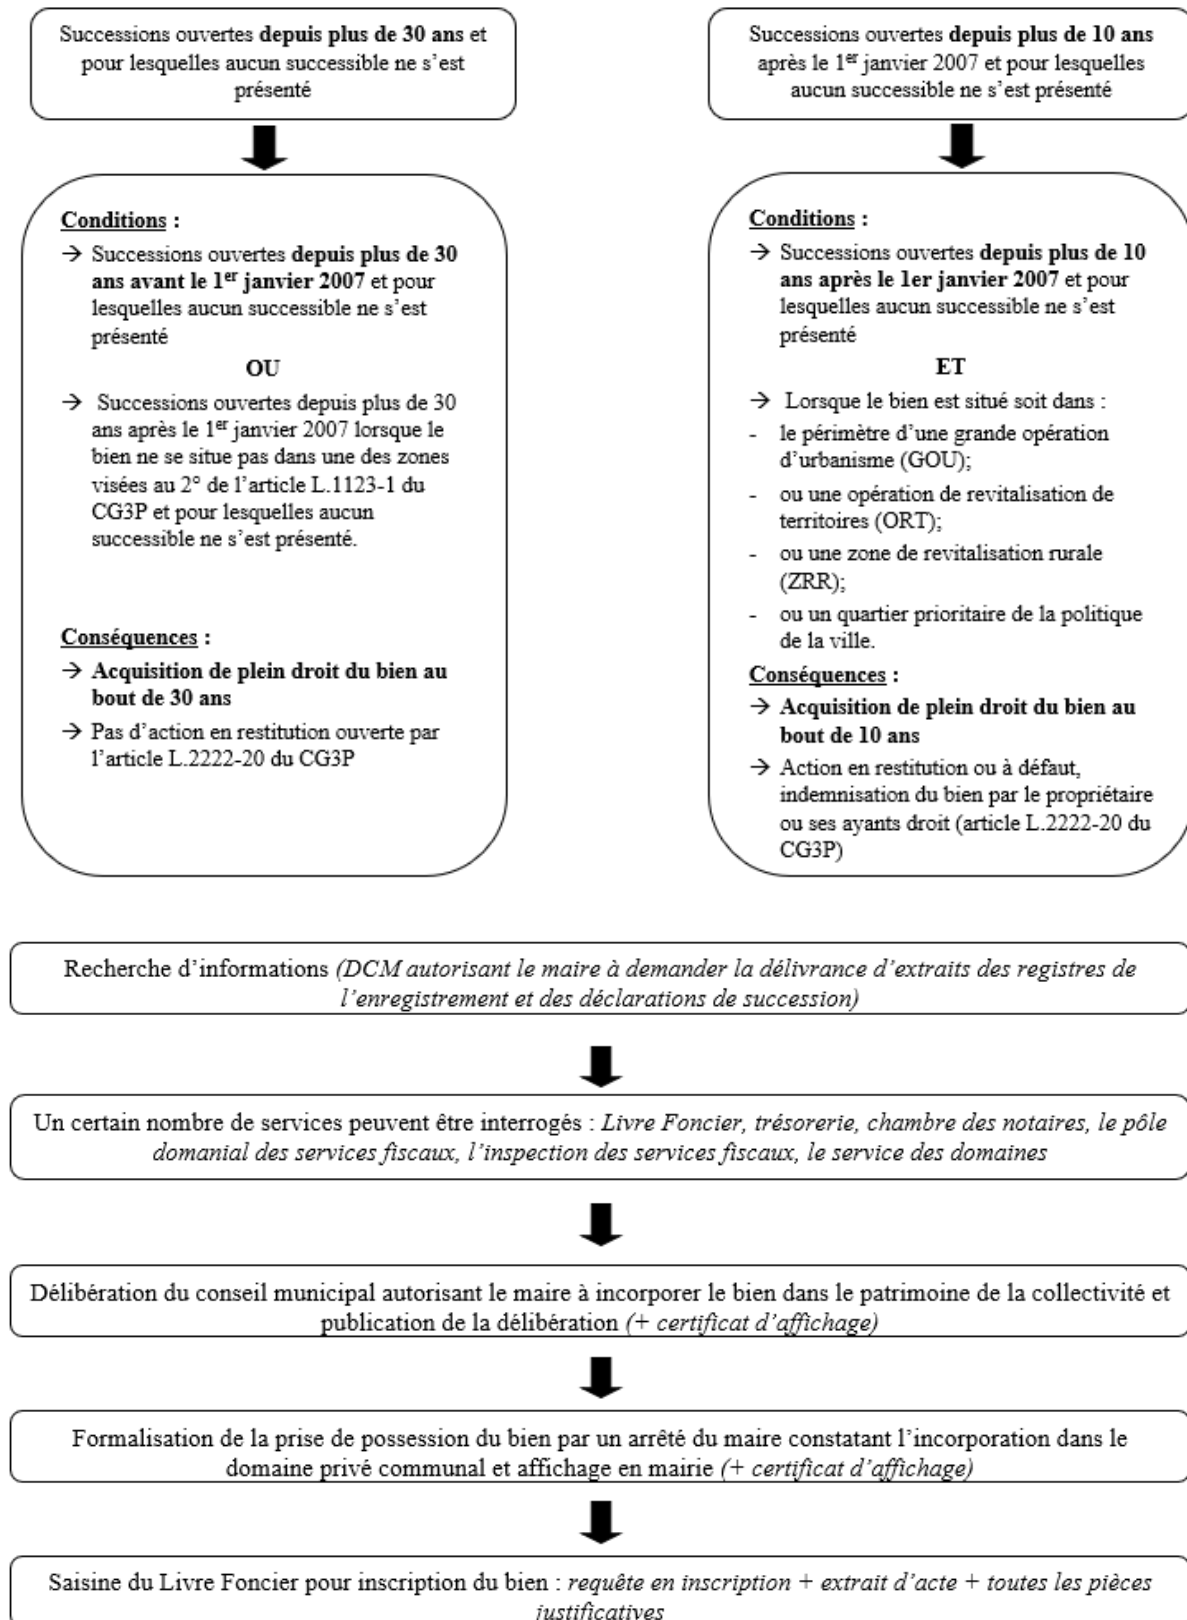 Successions ouvertes depuis plus de 30 ans et
pour lesquelles aucun successible ne s’est
présenté
Conditions :
→ Successions ouvertes depuis plus de 30
ans avant le 1er janvier 2007 et pour
lesquelles aucun successible ne s’est
présenté
OU
→ Successions ouvertes depuis plus de 30
ans après le 1er janvier 2007 lorsque le
bien ne se situe pas dans une des zones
visées au 2° de l’article L.1123-1 du
CG3P et pour lesquelles aucun
successible ne s’est présenté.
Conséquences :
→ Acquisition de plein droit du bien au
bout de 30 ans
→ Pas d’action en restitution ouverte par
l’article L.2222-20 du CG3P
Successions ouvertes depuis plus de 10 ans
après le 1er janvier 2007 et pour lesquelles
aucun successible ne s’est présenté
Conditions :
→ Successions ouvertes depuis plus de 10
ans après le 1er janvier 2007 et pour
lesquelles aucun successible ne s’est
présenté
ET
→ Lorsque le bien est situé soit dans :
- le périmètre d’une grande opération
d’urbanisme (GOU);
- ou une opération de revitalisation de
territoires (ORT);
- ou une zone de revitalisation rurale
(ZRR);
- ou un quartier prioritaire de la politique
de la ville.
Conséquences :
→ Acquisition de plein droit du bien au
bout de 10 ans
→ Action en restitution ou à défaut,
indemnisation du bien par le propriétaire
ou ses ayants droit (article L.2222-20 du
CG3P)
Recherche d’informations (DCM autorisant le maire à demander la délivrance d’extraits des registres de
l’enregistrement et des déclarations de succession)
Un certain nombre de services peuvent être interrogés : Livre Foncier, trésorerie, chambre des notaires, le pôle
domanial des services fiscaux, l’inspection des services fiscaux, le service des domaines
Délibération du conseil municipal autorisant le maire à incorporer le bien dans le patrimoine de la collectivité et
publication de la délibération (+ certificat d’affichage)
Formalisation de la prise de possession du bien par un arrêté du maire constatant l’incorporation dans le
domaine privé communal et affichage en mairie (+ certificat d’affichage)
Saisine du Livre Foncier pour inscription du bien : requête en inscription + extrait d’acte + toutes les pièces
justificatives